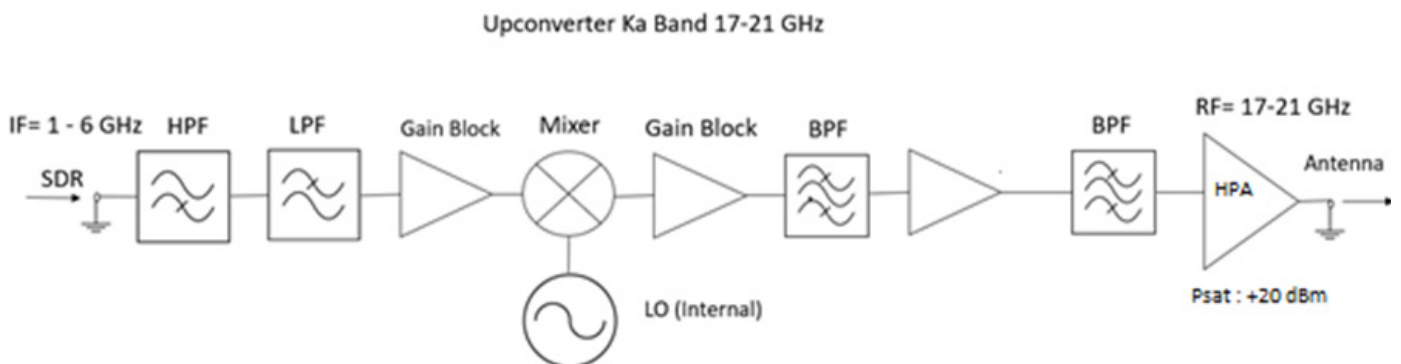 Upconverter Ka Band 17-21 GHz
RF= 17-21 GHz
IF= 1 - 6 GHz HPF LPF Gain Block Mixer Gain Block BPF BPF
Antenna
SDR
HPA
Psat : +20 dBm
LO (Internal)